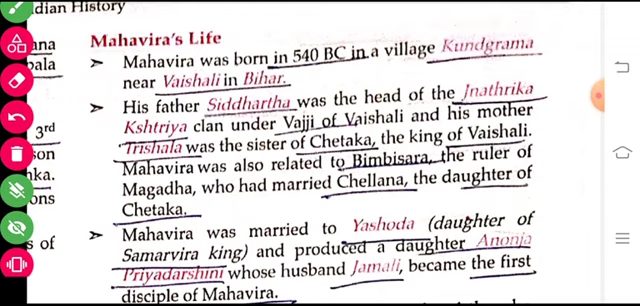 dian History
ana
pala
3rd
son
nka.
ons
s of
Mahavira's Life
➢ Mahavira was born in 540 BC in a village Kundgrama
near Vaishali in Bihar.
➢ His father Siddhartha was the head of the Jnathrika
Kshtriya clan under Vajji of Vaishali and his mother
Trishala was the sister of Chetaka, the king of Vaishali.
Mahavira was also related to Bimbisara, the ruler of
Magadha, who had married Chellana, the daughter of
Chetaka.
➢ Mahavira was married to Yashoda (daughter of
Samarvira king) and produced a daughter Anonja
Priyadarshini whose husband Jamali, became the first
disciple of Mahavira.